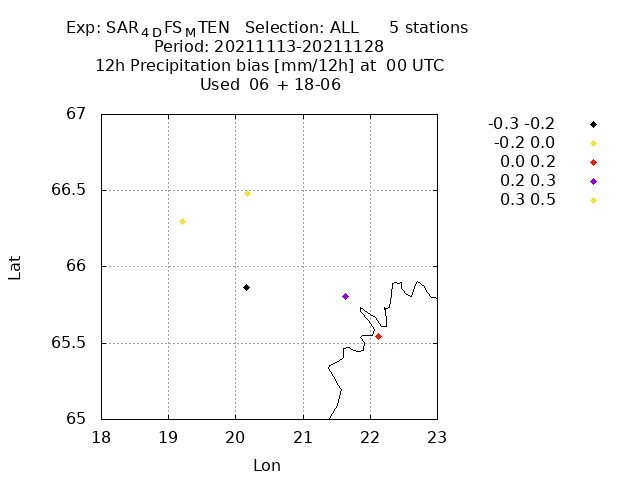 Exp: SAR4DFSMTEN Selection: ALL 5 stations
Period: 20211113-20211128
12h Precipitation bias [mm/12h] at 00 UTC
Used 06 + 18-06
-0.3 -0.2
-0.2 0.0
0.0 0.2
0.2 0.3
0.3 0.5
67
66.5
66
65.5
65
Lat
18 19 20 21 22 23
Lon